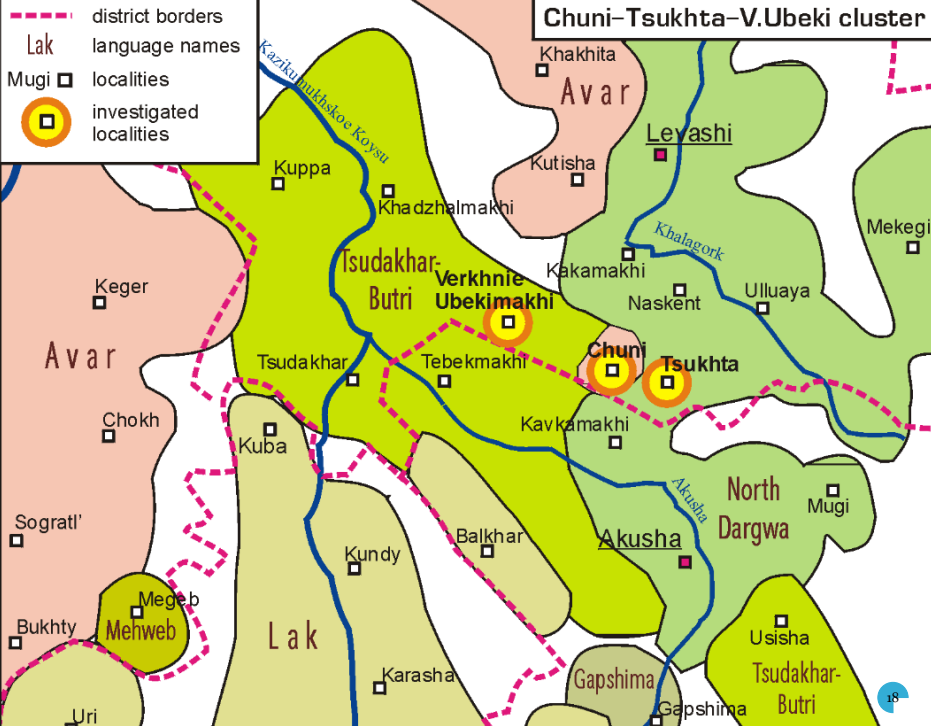 Chuni–Tsukhta–V.Ubeki cluster
district borders
Lak language names
Mugi localities
investigated
localities
Kazikumukhskoe Koysu
Khakhita
Avar
Levashi
Kutisha
Kuppa
Khadzhalmakhi
Mekegi
Khalagork
Tsudakhar-
Butri
Kakamakhi
Verkhnie
Ubekimakhi
Keger
Naskent
Ulluaya
Avar
Chuni
Tsukhta
Tsudakhar
Tebekmakhi
Chokh
Kuba
Kavkamakhi
Akusha
North
Dargwa
Mugi
Sogratl'
Balkhar
Akusha
Kundy
Megeb
Mehweb
Bukhty
Lak
Usisha
Karasha
Gapshima
Tsudakhar-
Butri
Uri
Gapshima
18